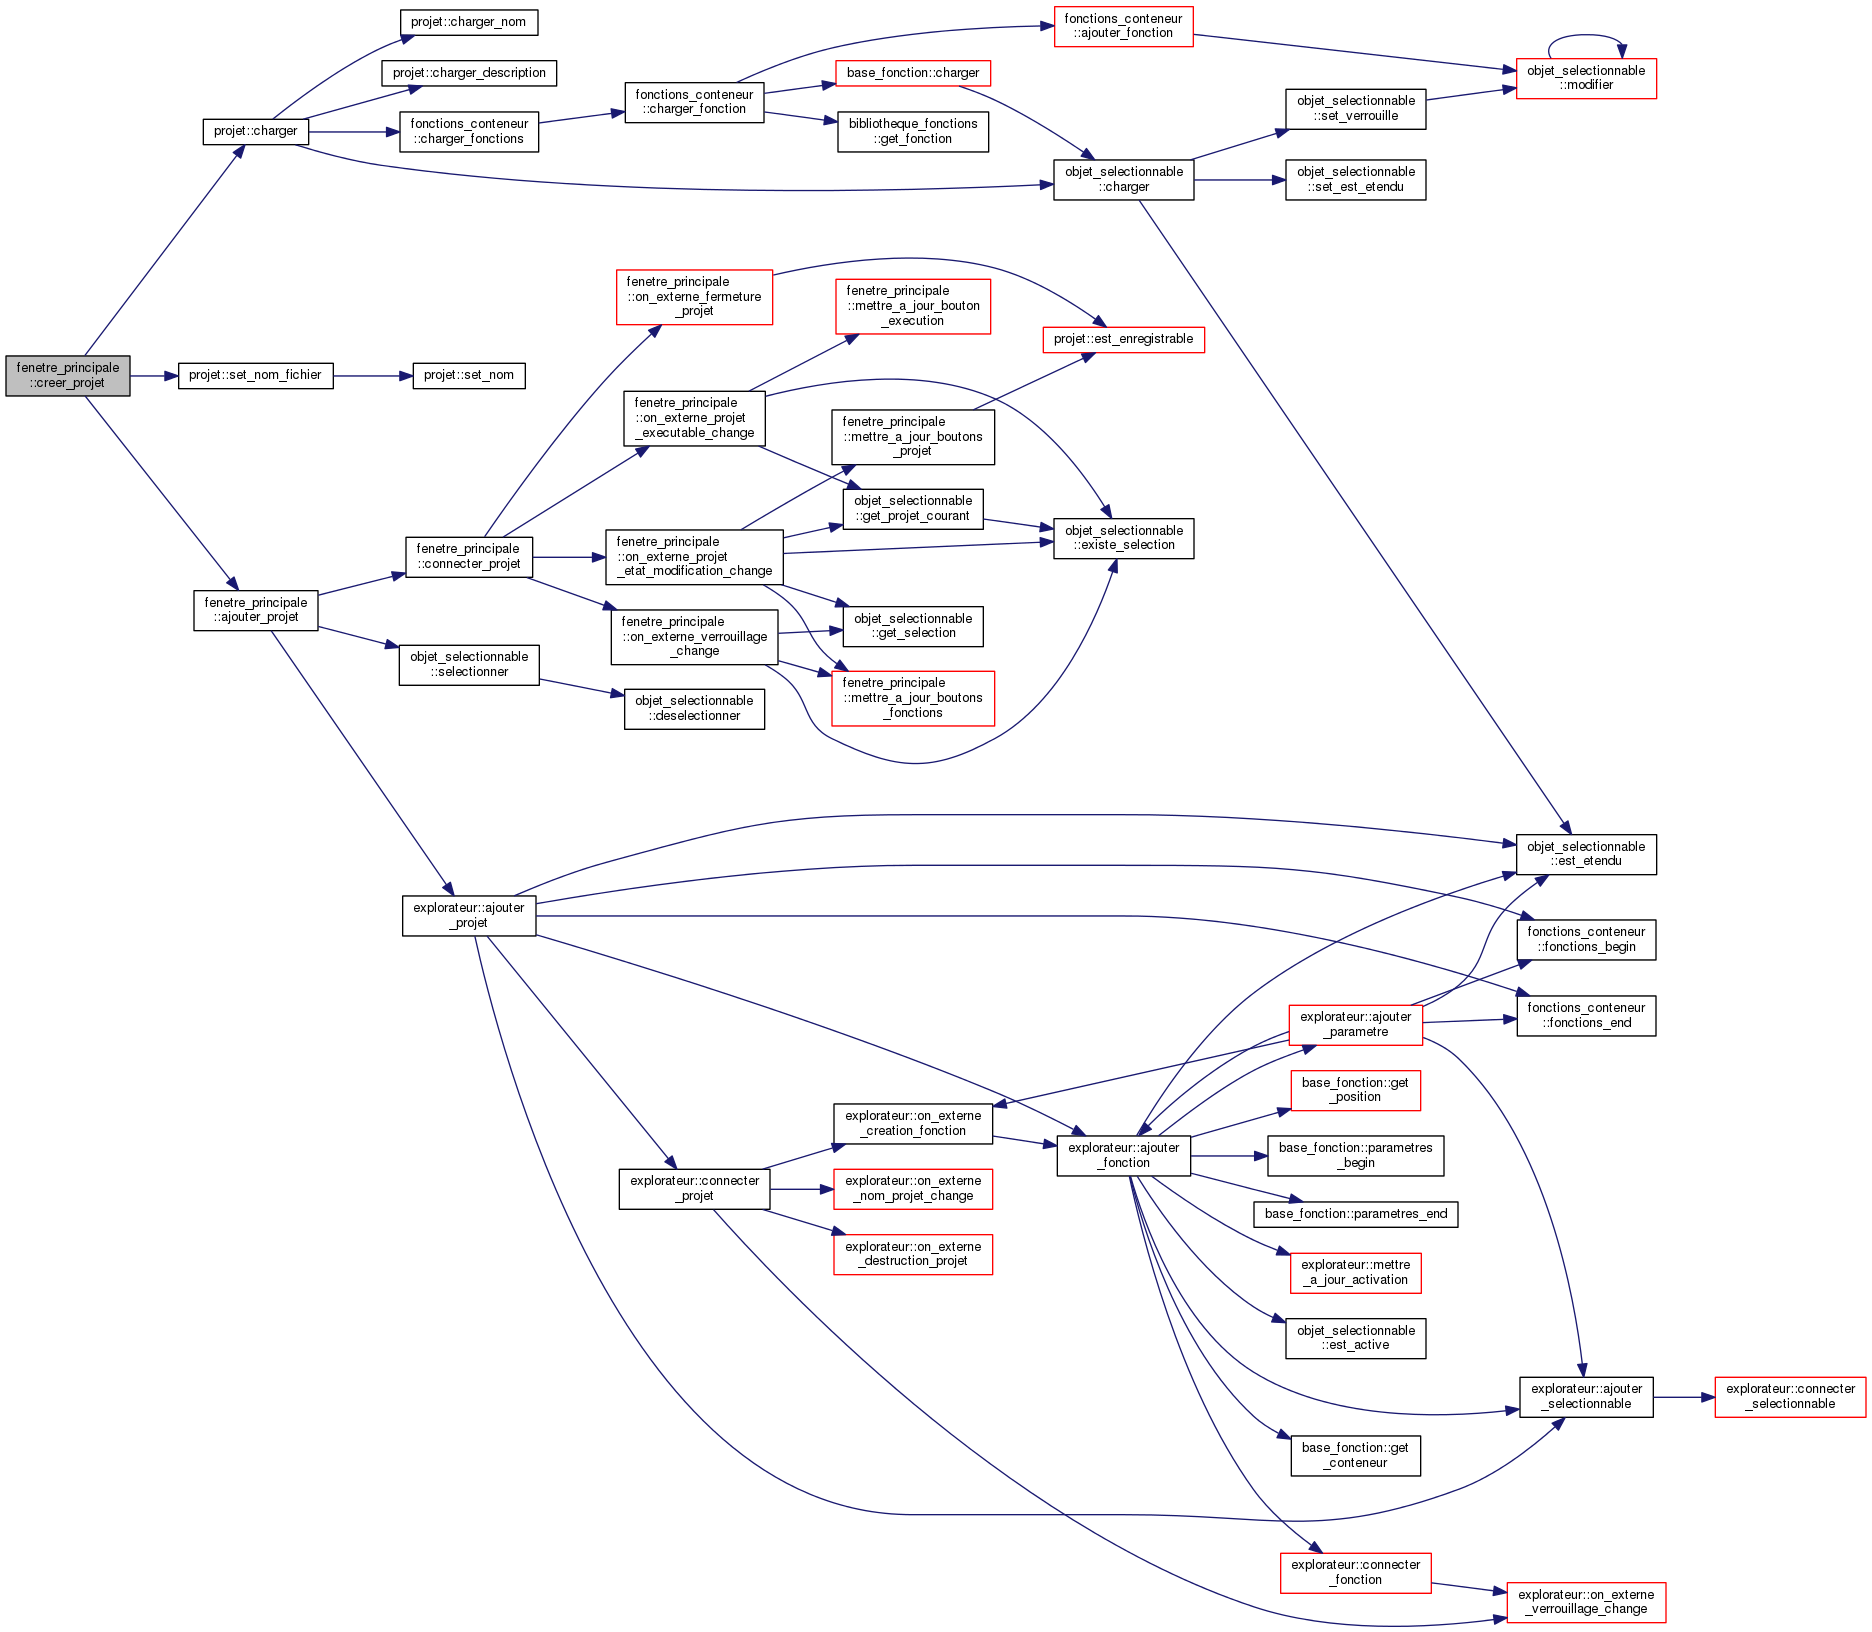 projet::charger_nom
fonctions_conteneur
::ajouter_fonction
projet::charger_description
base_fonction::charger
objet_selectionnable
::modifier
fonctions_conteneur
::charger_fonction
objet_selectionnable
::set_verrouille
projet::charger
fonctions_conteneur
::charger_fonctions
bibliotheque_fonctions
::get_fonction
objet_selectionnable
::charger
objet_selectionnable
::set_est_etendu
fenetre_principale
::on_externe_fermeture
_projet
fenetre_principale
::mettre_a_jour_bouton
_execution
projet::est_enregistrable
fenetre_principale
::creer_projet
projet::set_nom_fichier
projet::set_nom
fenetre_principale
::on_externe_projet
_executable_change
fenetre_principale
::mettre_a_jour_boutons
_projet
objet_selectionnable
::get_projet_courant
objet_selectionnable
::existe_selection
fenetre_principale
::connecter_projet
fenetre_principale
::on_externe_projet
_etat_modification_change
fenetre_principale
::ajouter_projet
objet_selectionnable
::get_selection
fenetre_principale
::on_externe_verrouillage
_change
objet_selectionnable
::selectionner
objet_selectionnable
::deselectionner
fenetre_principale
::mettre_a_jour_boutons
_fonctions
objet_selectionnable
::est_etendu
explorateur::ajouter
_projet
fonctions_conteneur
::fonctions_begin
fonctions_conteneur
::fonctions_end
explorateur::ajouter
_parametre
base_fonction::get
_position
explorateur::on_externe
_creation_fonction
explorateur::ajouter
_fonction
base_fonction::parametres
_begin
explorateur::connecter
_projet
explorateur::on_externe
_nom_projet_change
base_fonction::parametres_end
explorateur::on_externe
_destruction_projet
explorateur::mettre
_a_jour_activation
objet_selectionnable
::est_active
explorateur::ajouter
_selectionnable
explorateur::connecter
_selectionnable
base_fonction::get
_conteneur
explorateur::connecter
_fonction
explorateur::on_externe
_verrouillage_change